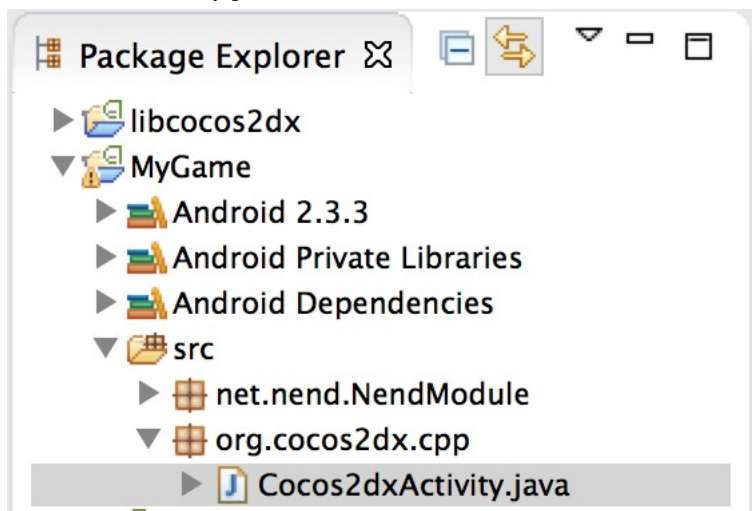 Package Explorer
libcocos2dx
MyGame
Android 2.3.3
Android Private Libraries
Android Dependencies
src
net.nend.NendModule
org.cocos2dx.cpp
Cocos2dxActivity.java